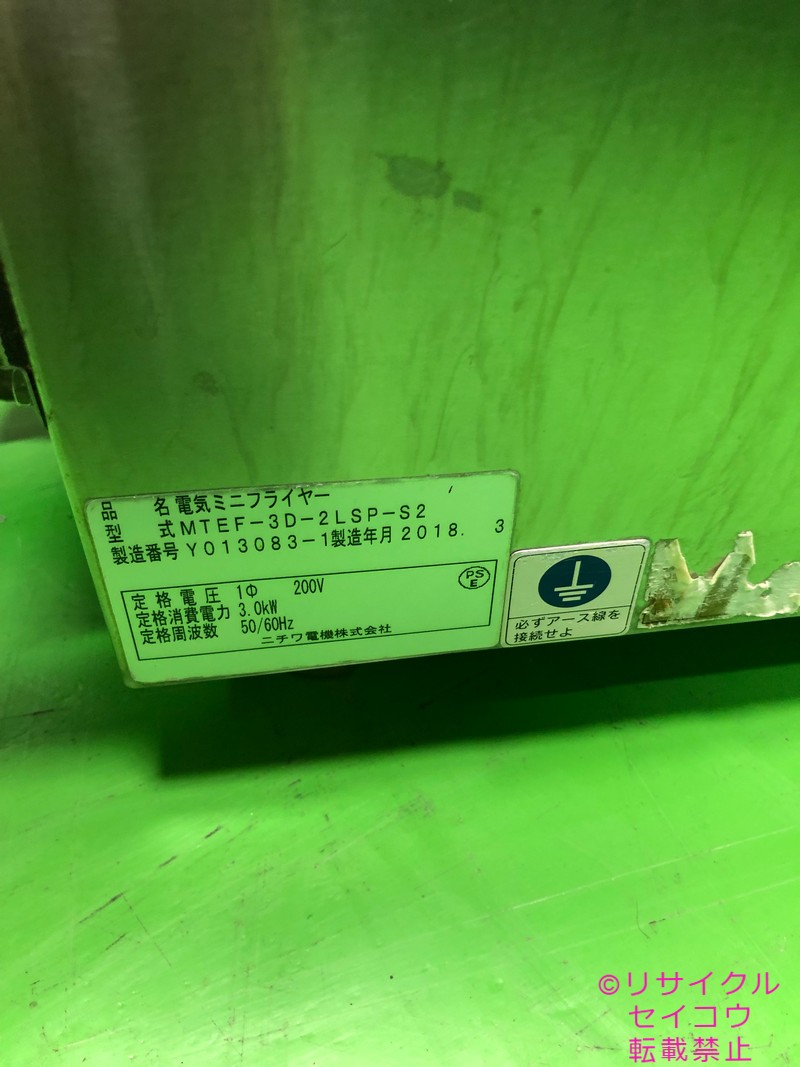 品 名 電気ミニフライヤー
型 式 MTEF-3D-2LSP-S2
製造番号 Y013083-1 製造年月 2018. 3
定格電圧 1Φ 200V
定格消費電力 3.0kW
定格周波数 50/60Hz
PS
E
ニチワ電機株式会社
必ずアース線を
接続せよ
©リサイクル
セイコウ
転載禁止